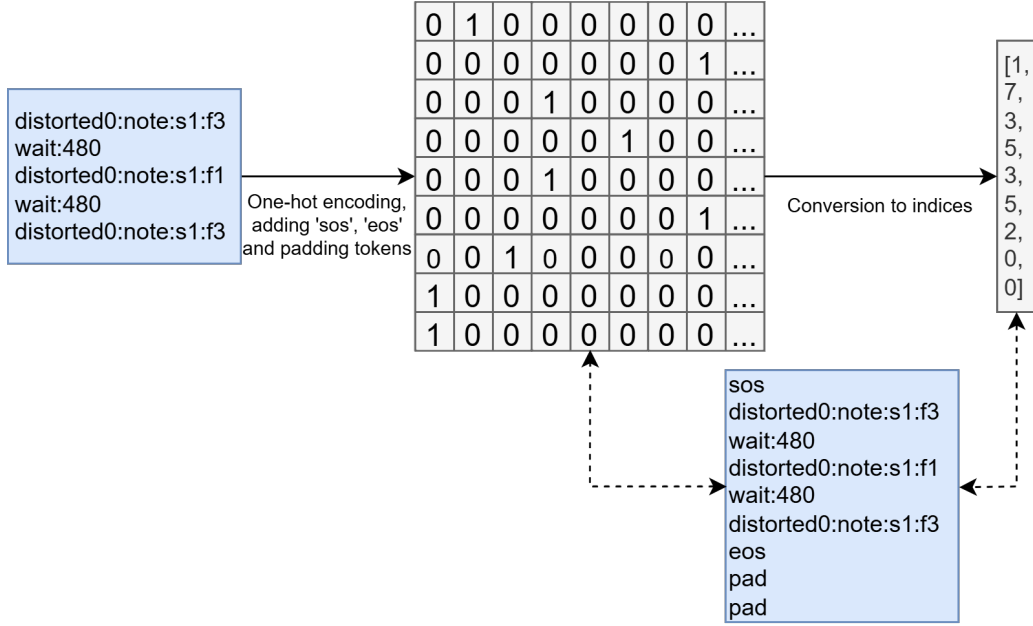 distorted0:note:s1:f3
wait:480
distorted0:note:s1:f1
wait:480
distorted0:note:s1:f3
One-hot encoding,
adding 'sos', 'eos'
and padding tokens
0 1 0 0 0 0 0 0 ...
0 0 0 0 0 0 0 1 ...
0 0 0 1 0 0 0 0 ...
0 0 0 0 0 1 0 0 ...
0 0 0 1 0 0 0 0 ...
0 0 0 0 0 0 0 1 ...
0 0 1 0 0 0 0 0 ...
1 0 0 0 0 0 0 0 ...
1 0 0 0 0 0 0 0 ...
Conversion to indices
[1,
7,
3,
5,
3,
5,
2,
0,
0]
sos
distorted0:note:s1:f3
wait:480
distorted0:note:s1:f1
wait:480
distorted0:note:s1:f3
eos
pad
pad